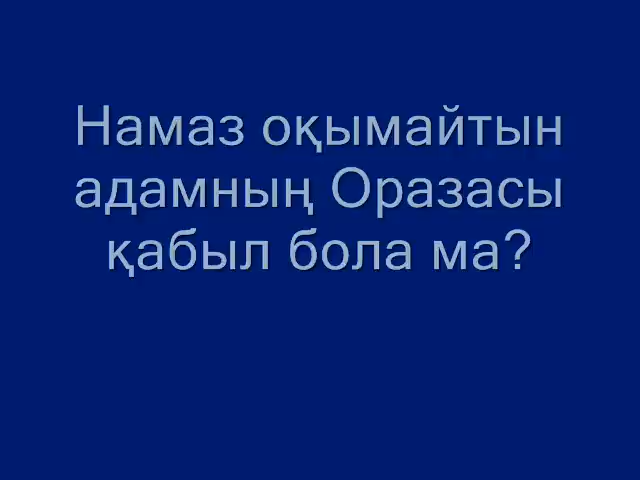 Намаз оқымайтын
адамның Оразасы
қабыл бола ма?